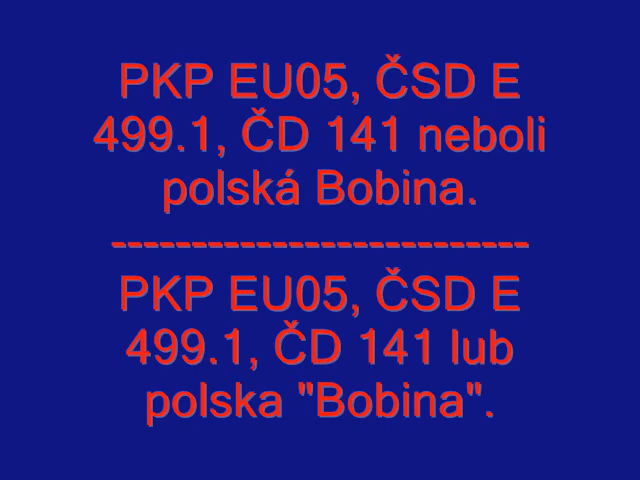 PKP EU05, ČSD E
499.1, ČD 141 neboli
polská Bobina.
--------------------------
PKP EU05, ČSD E
499.1, ČD 141 lub
polska "Bobina".